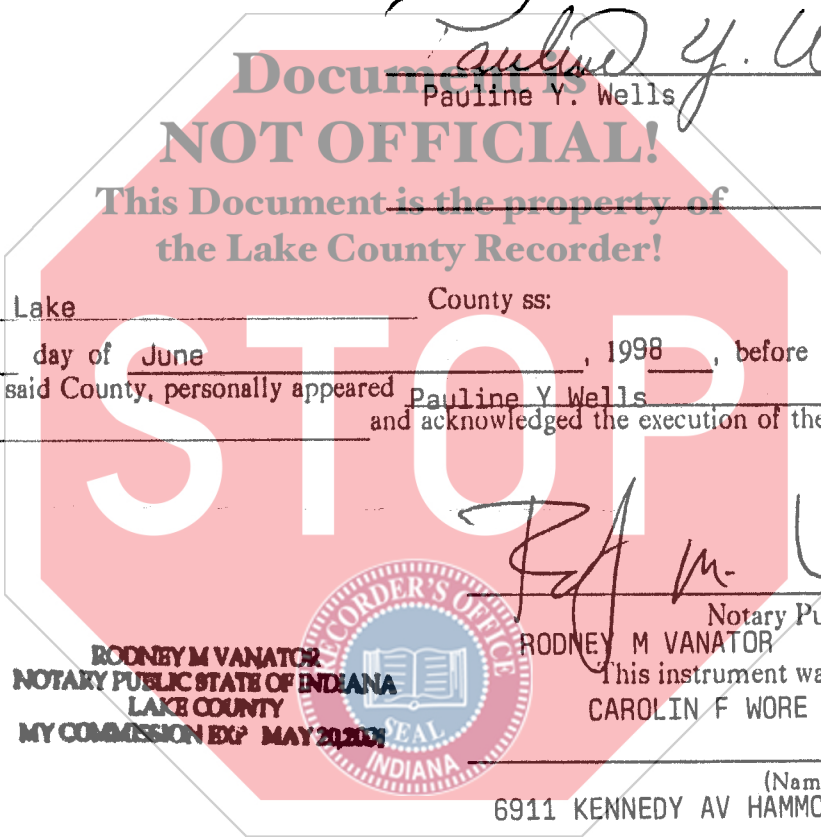 Pauline Y.
Document is
Pauline Y. Wells
NOT OFFICIAL!
This Document is the property of
the Lake County Recorder!
Lake County ss:
day of June , 1998 , before
said County, personally appeared Pauline Y Wells
and acknowledged the execution of the
STOP
M.
Notary Pu
RODNEY M VANATOR
This instrument wa
CAROLIN F WORE
(Nam
6911 KENNEDY AV HAMMO
RODNEY M VANATOR
NOTARY PUBLIC STATE OF INDIANA
LAKE COUNTY
MY COMMISSION EXP MAY 20,
RECORDER'S OFFICE
SEAL
INDIANA